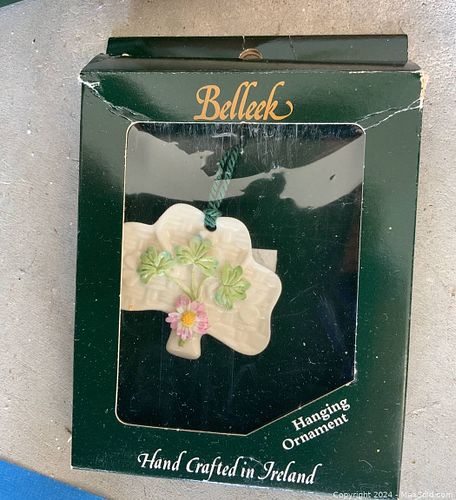 Belleek
Hanging
Ornament
Hand Crafted in Ireland
Copyright 2024 - MaxSold.com